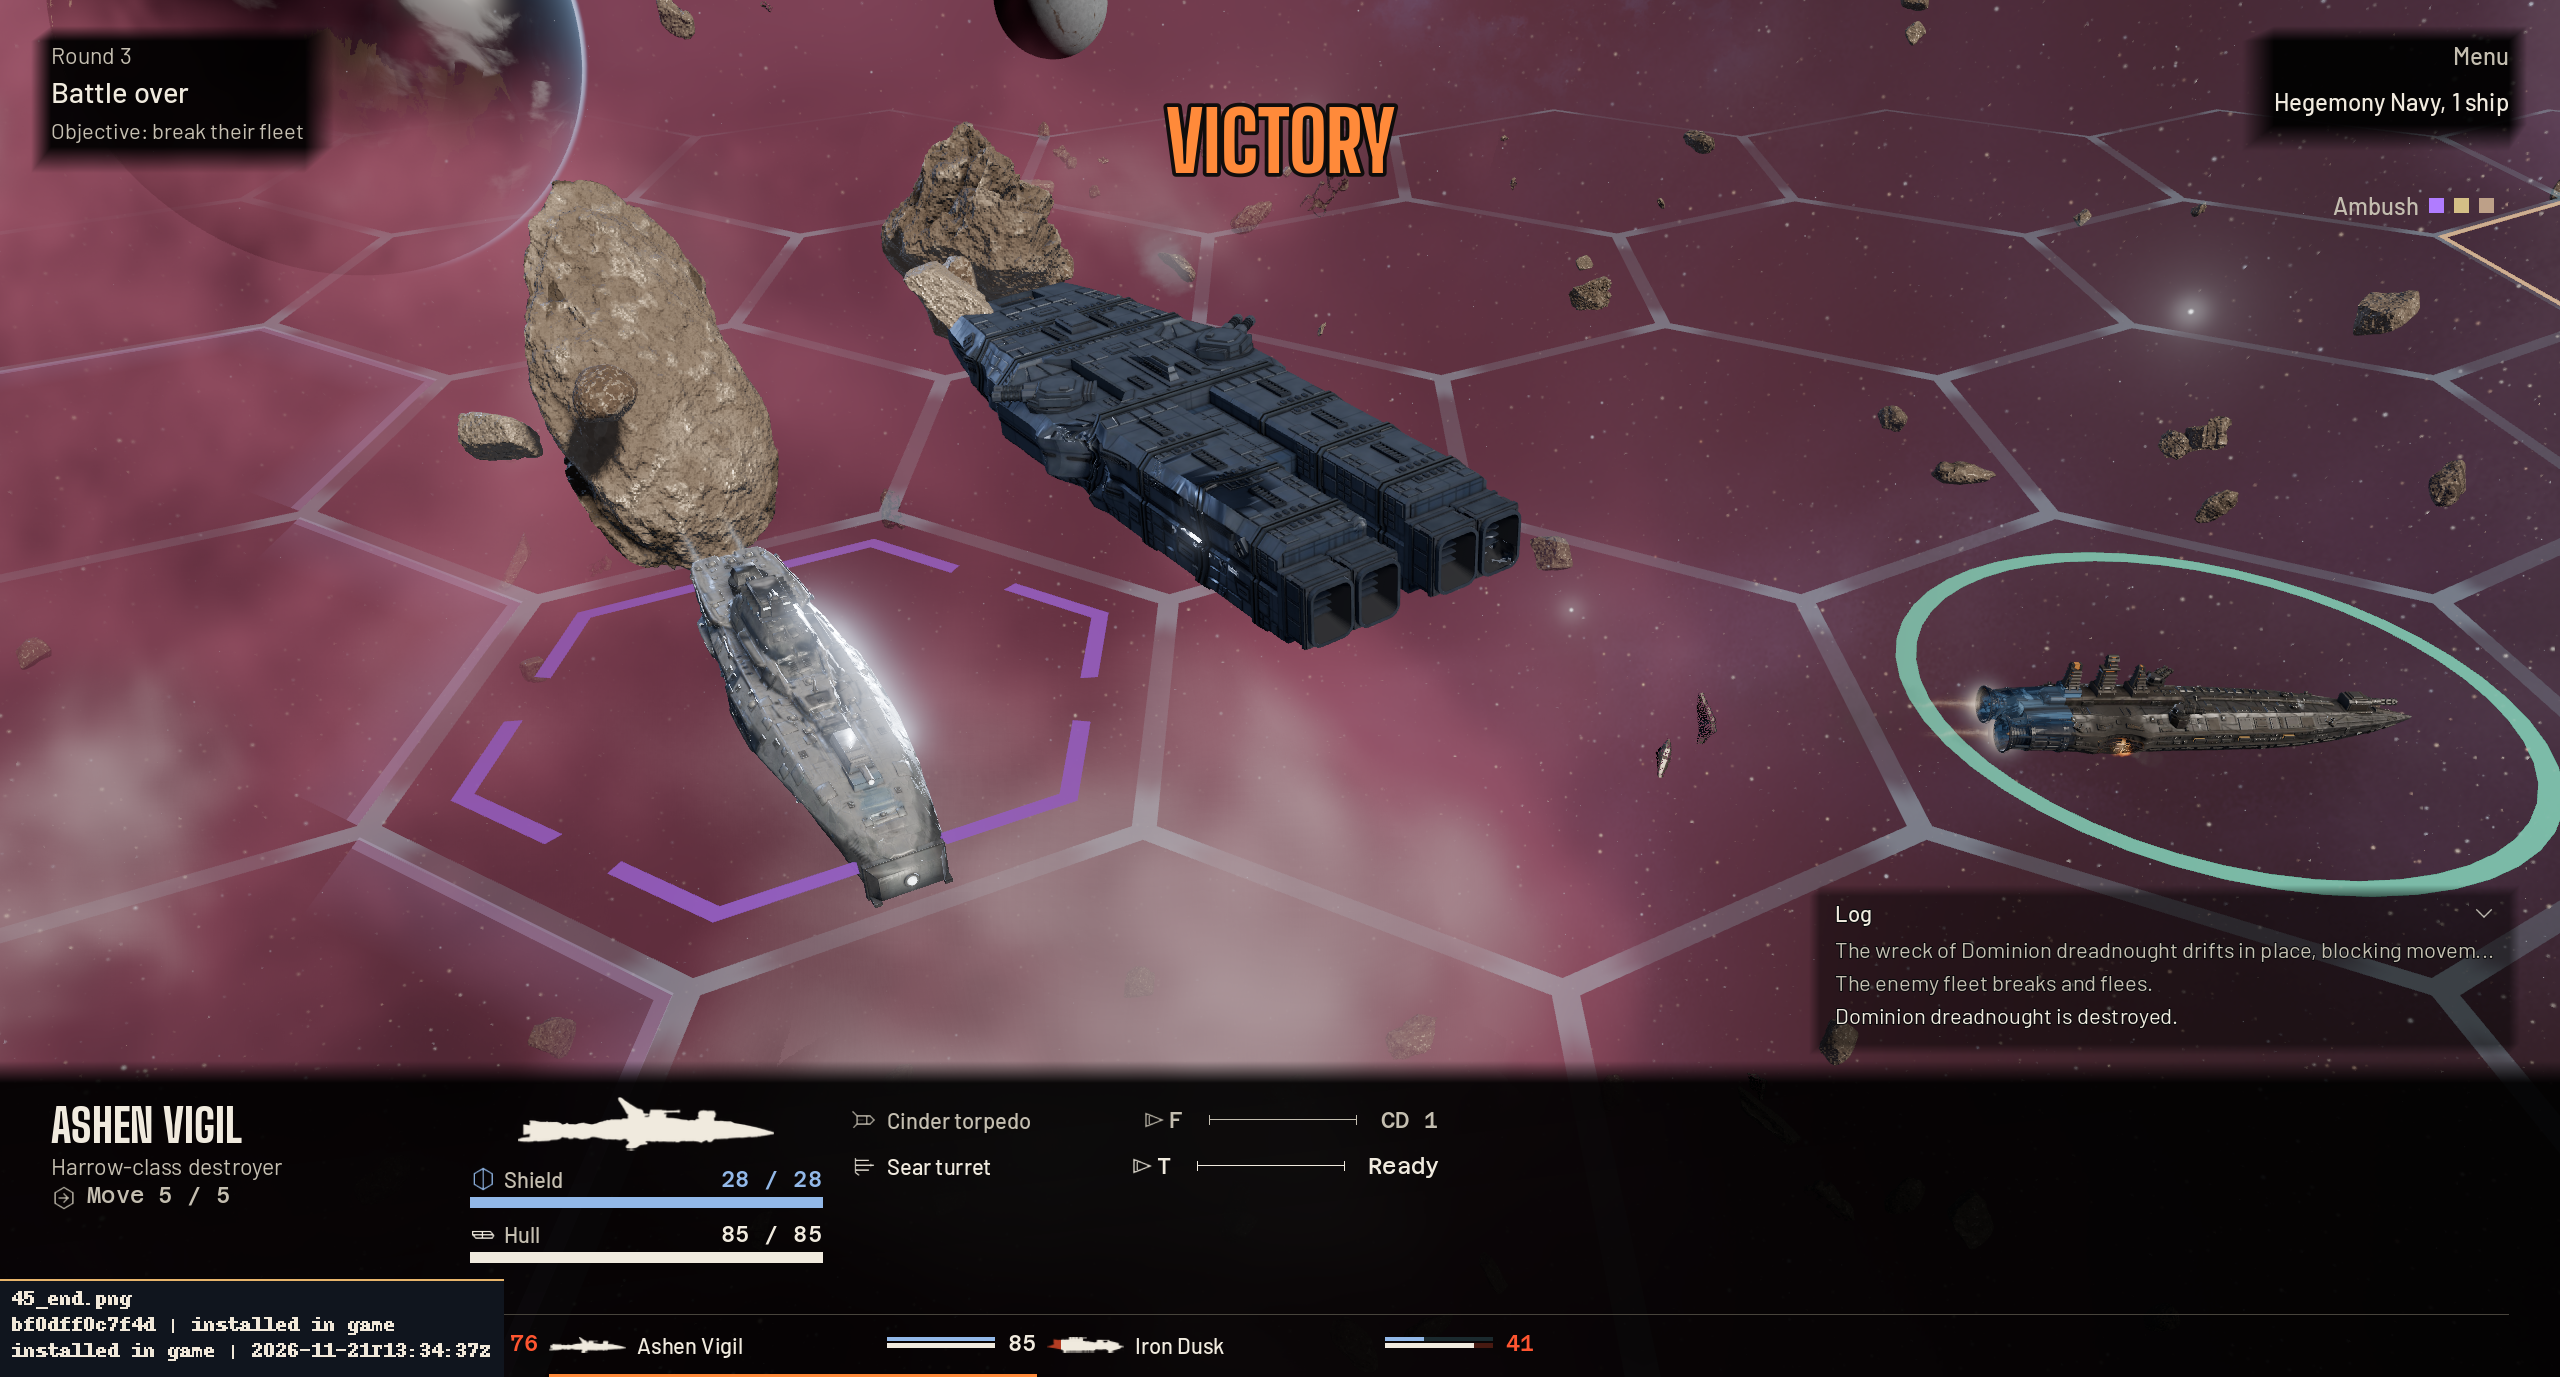 Round 3
Battle over
Objective: break their fleet
VICTORY
Menu
Hegemony Navy, 1 ship
Ambush
Log
The wreck of Dominion dreadnought drifts in place, blocking movem...
The enemy fleet breaks and flees.
Dominion dreadnought is destroyed.
ASHEN VIGIL
Harrow-class destroyer
Move 5 / 5
Shield 28 / 28
Hull 85 / 85
Cinder torpedo F CD 1
Sear turret T Ready
45_end.png
bf0dff0c7f4d | installed in game
installed in game | 2026-11-21r13:34:37z
76 Ashen Vigil 85 Iron Dusk 41